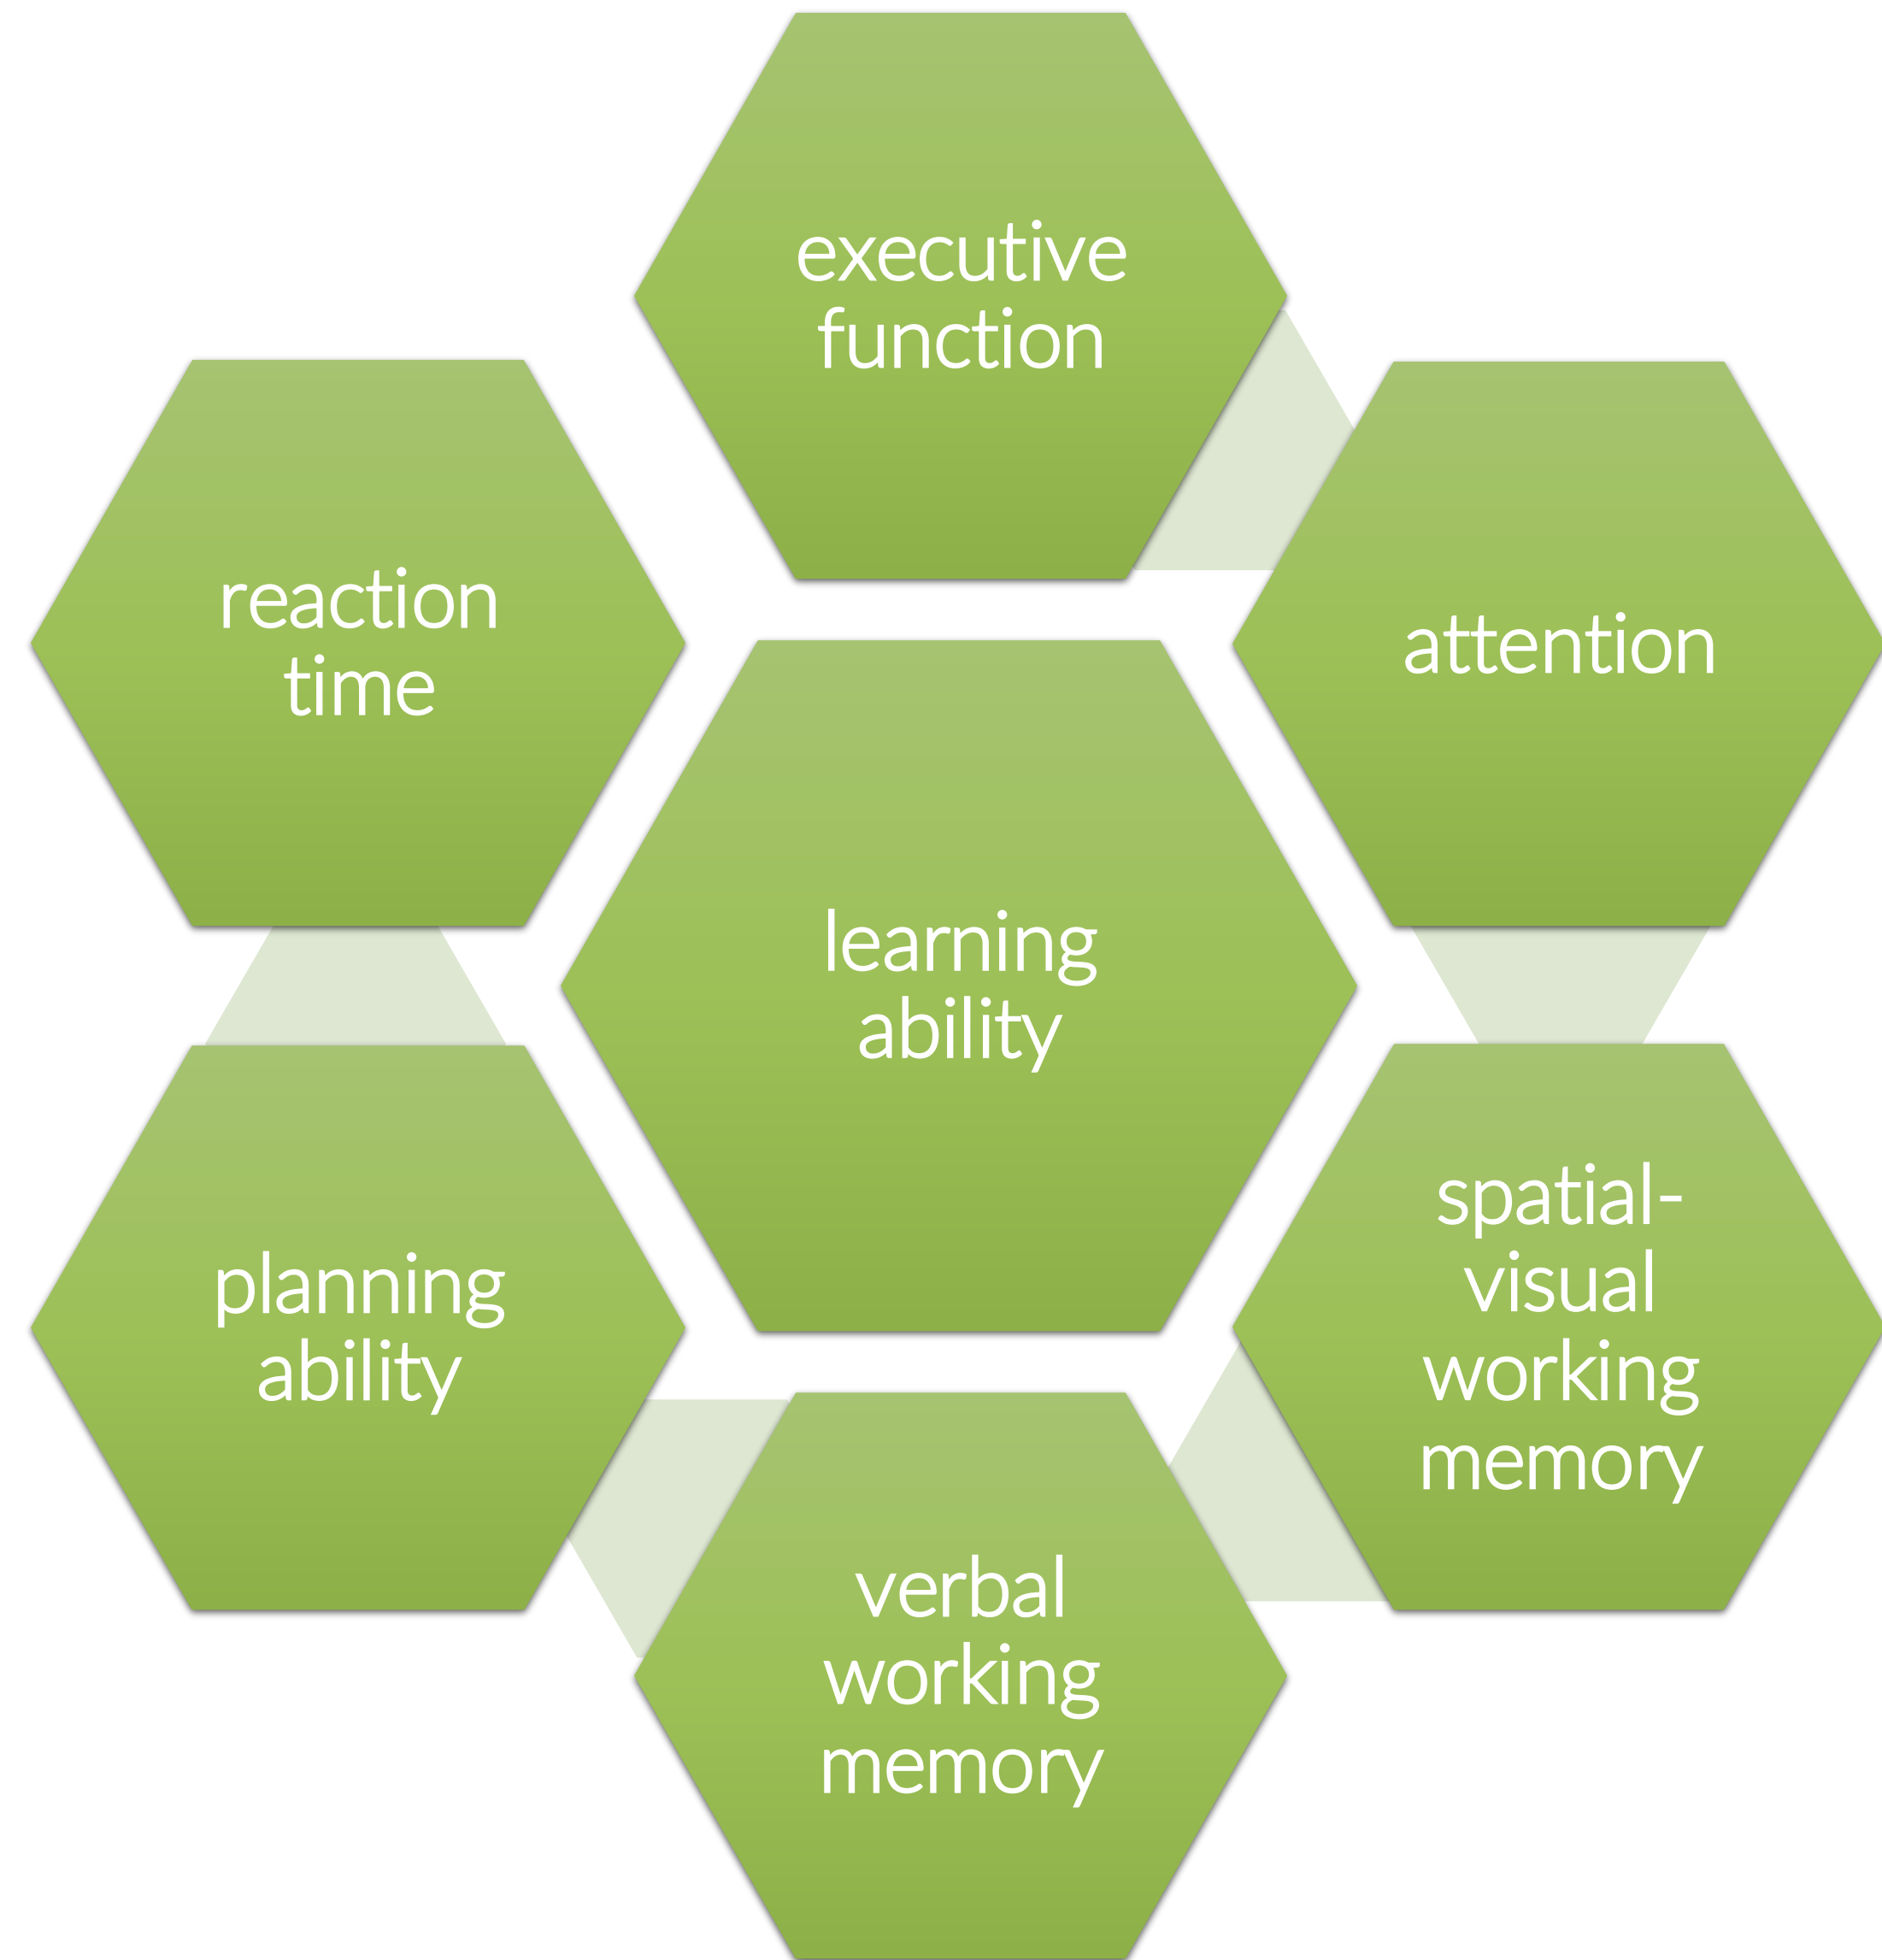 executive
function
reaction
time
attention
learning
ability
planning
ability
spatial-
visual
working
memory
verbal
working
memory